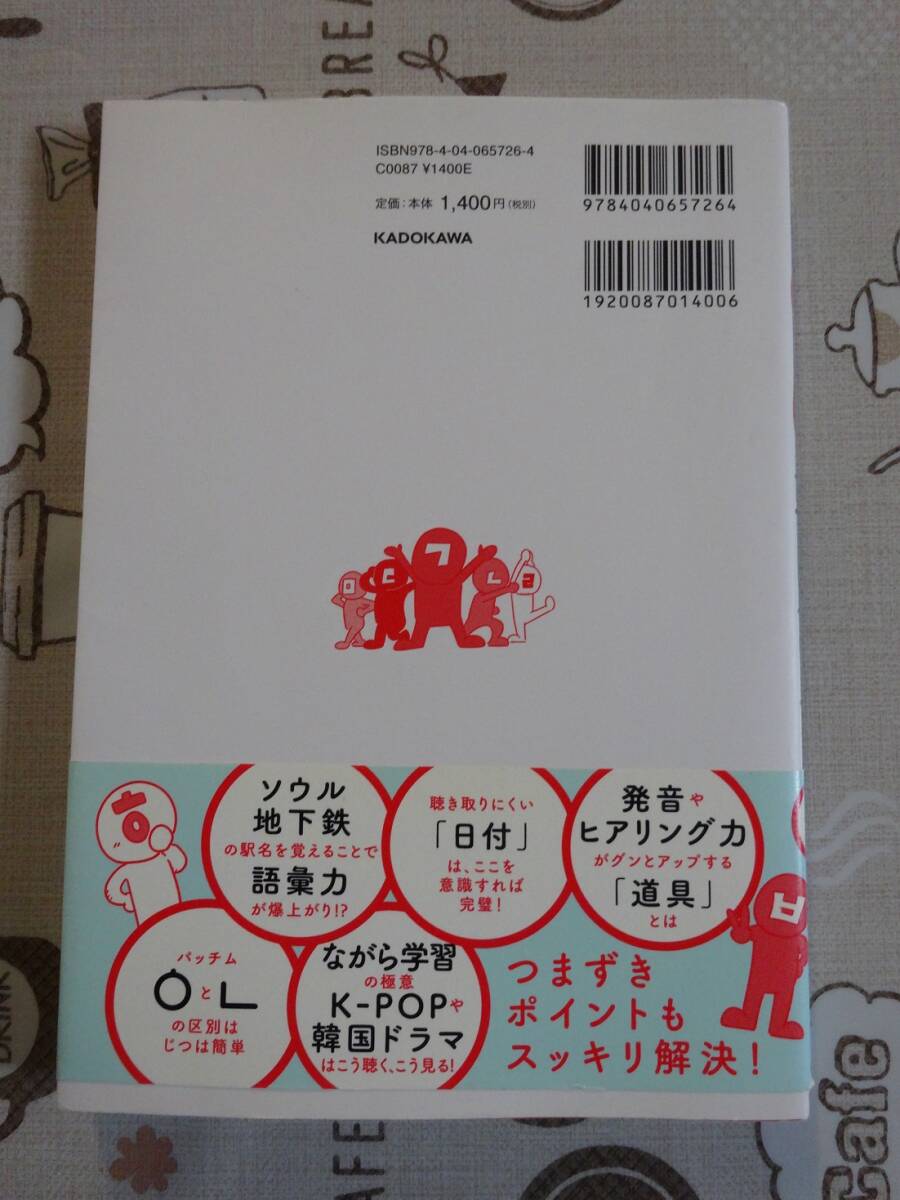 BREA
ISBN978-4-04-065726-4
C0087 ¥1400E
定価：本体 1,400円（税別）
KADOKAWA
9784040657264
1920087014006
ㅁ ㄷ ㄱ ㄴ ㄹ
ㅎ
ソウル
地下鉄
の駅名を覚えることで
語彙力
が爆上がり!?
聴き取りにくい
「日付」
は、ここを
意識すれば
完璧！
発音や
ヒアリング力
がグンとアップする
「道具」
とは
ㅂ
パッチム
ㅇとㄴ
の区別は
じつは簡単
ながら学習
の極意
K-POPや
韓国ドラマ
はこう聴く、こう見る！
つまずき
ポイントも
スッキリ解決！
DRINK
Cafe